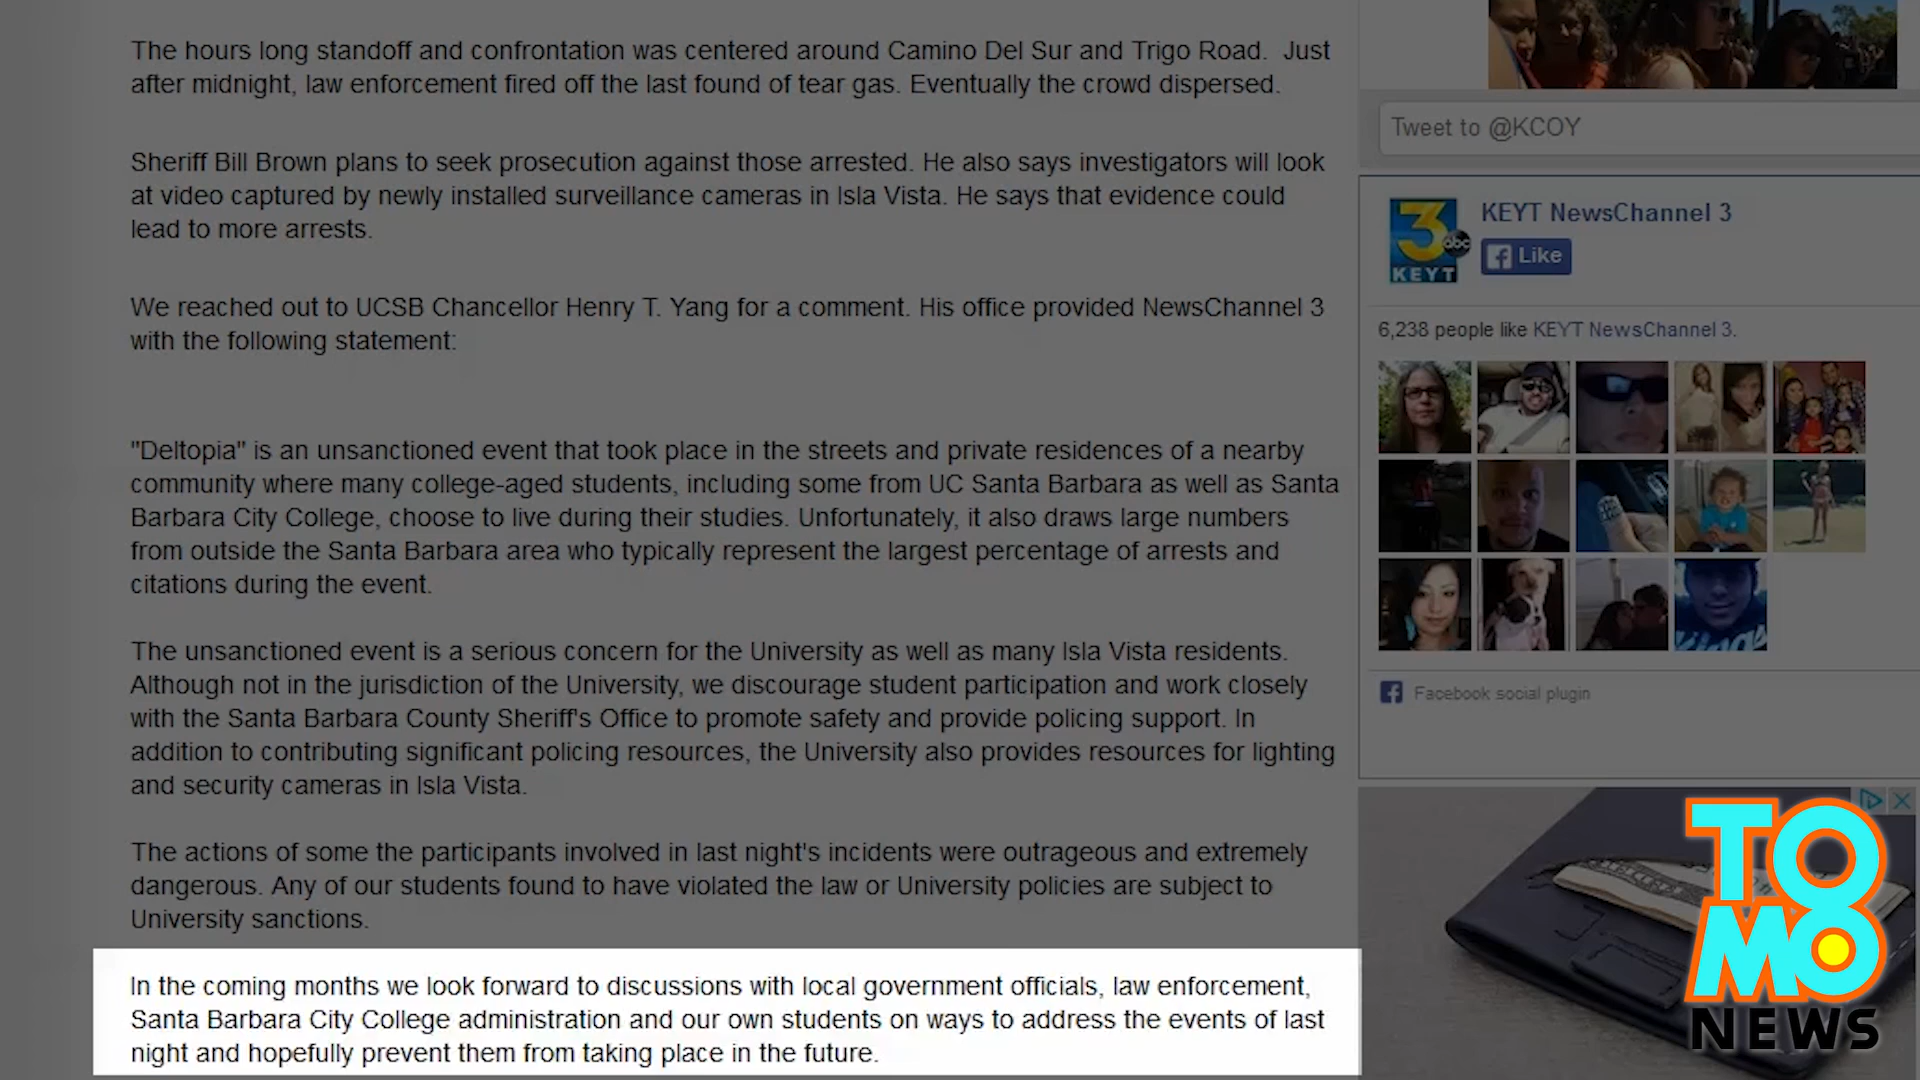 The hours long standoff and confrontation was centered around Camino Del Sur and Trigo Road.  Just
after midnight, law enforcement fired off the last found of tear gas. Eventually the crowd dispersed.
Sheriff Bill Brown plans to seek prosecution against those arrested. He also says investigators will look
at video captured by newly installed surveillance cameras in Isla Vista. He says that evidence could
lead to more arrests.
We reached out to UCSB Chancellor Henry T. Yang for a comment. His office provided NewsChannel 3
with the following statement:
"Deltopia" is an unsanctioned event that took place in the streets and private residences of a nearby
community where many college-aged students, including some from UC Santa Barbara as well as Santa
Barbara City College, choose to live during their studies. Unfortunately, it also draws large numbers
from outside the Santa Barbara area who typically represent the largest percentage of arrests and
citations during the event.
The unsanctioned event is a serious concern for the University as well as many Isla Vista residents.
Although not in the jurisdiction of the University, we discourage student participation and work closely
with the Santa Barbara County Sheriff's Office to promote safety and provide policing support. In
addition to contributing significant policing resources, the University also provides resources for lighting
and security cameras in Isla Vista.
The actions of some the participants involved in last night's incidents were outrageous and extremely
dangerous. Any of our students found to have violated the law or University policies are subject to
University sanctions.
In the coming months we look forward to discussions with local government officials, law enforcement,
Santa Barbara City College administration and our own students on ways to address the events of last
night and hopefully prevent them from taking place in the future.
Tweet to @KCOY
3
abc
KEYT
KEYT NewsChannel 3
Like
6,238 people like KEYT NewsChannel 3.
Facebook social plugin
TO
MO
NEWS